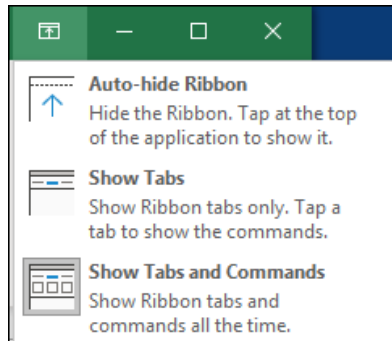 Auto-hide Ribbon
Hide the Ribbon. Tap at the top
of the application to show it.
Show Tabs
Show Ribbon tabs only. Tap a
tab to show the commands.
Show Tabs and Commands
Show Ribbon tabs and
commands all the time.